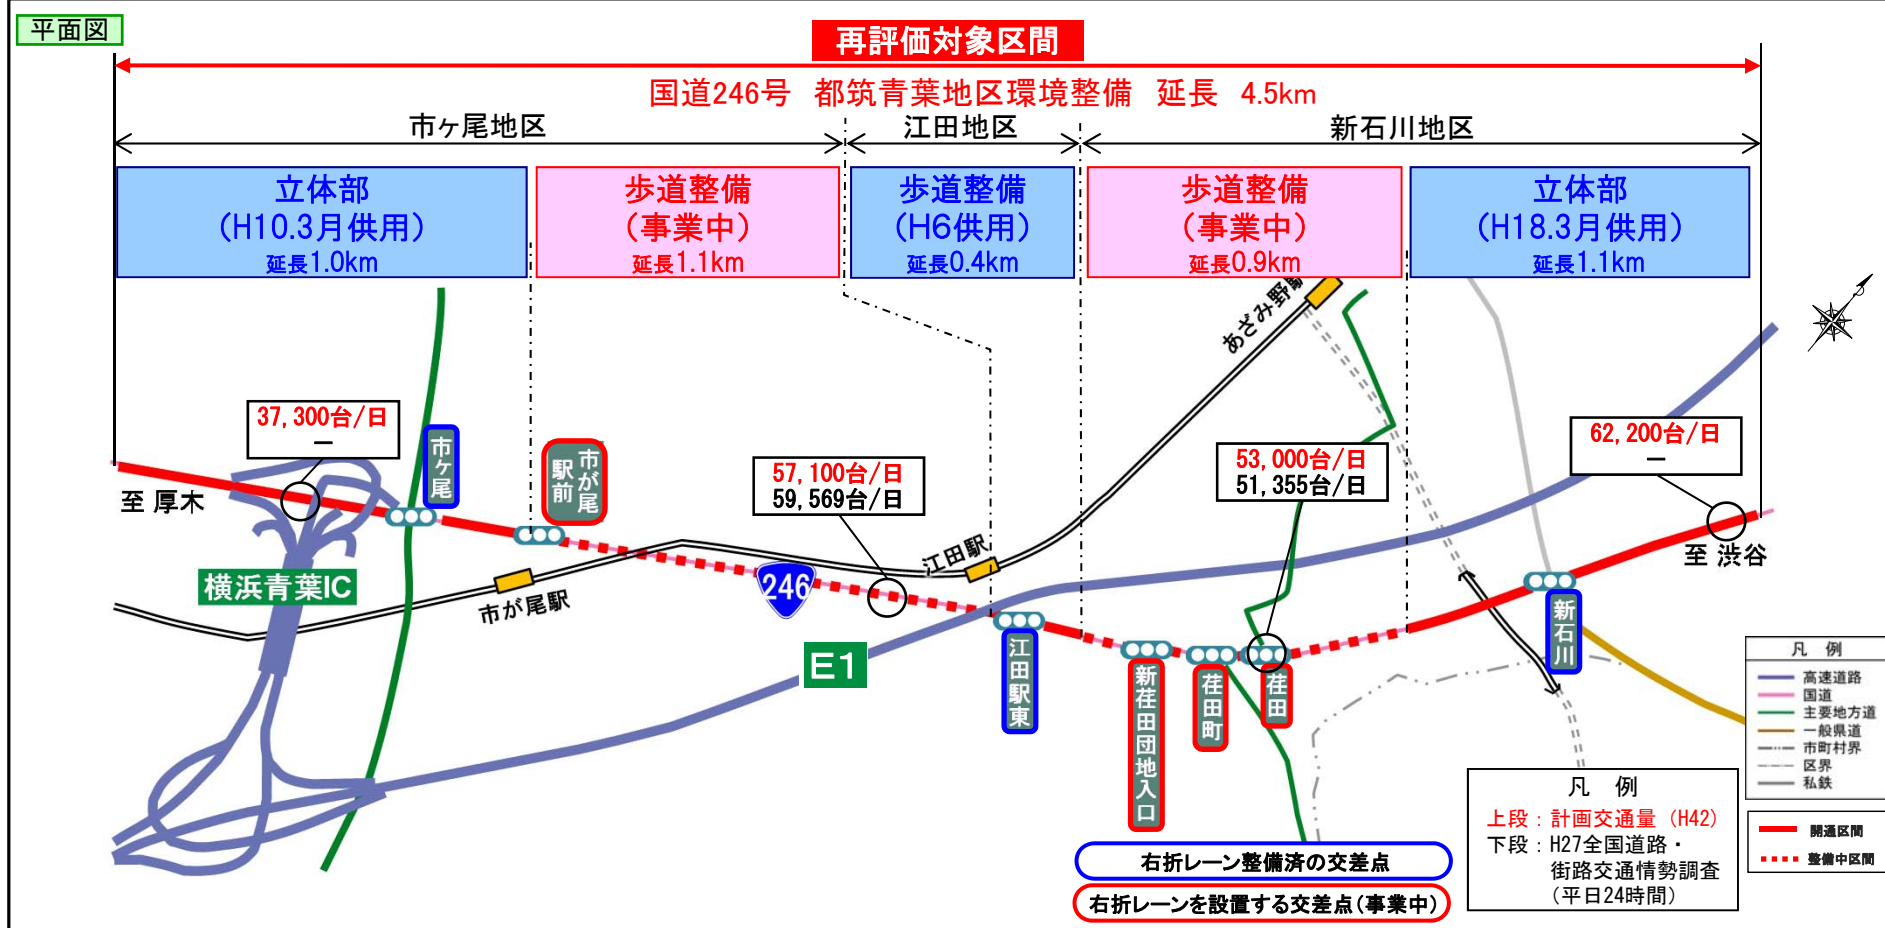 平面図
再評価対象区間
国道246号 都筑青葉地区環境整備 延長 4.5km
市ヶ尾地区
江田地区
新石川地区
立体部
(H10.3月供用)
延長1.0km
歩道整備
(事業中)
延長1.1km
歩道整備
(H6供用)
延長0.4km
歩道整備
(事業中)
延長0.9km
立体部
(H18.3月供用)
延長1.1km
あざみ野駅
37,300台/日
―
市ヶ尾
市が尾
駅前
57,100台/日
59,569台/日
53,000台/日
51,355台/日
62,200台/日
―
至 厚木
至 渋谷
横浜青葉IC
市が尾駅
246
江田駅
E1
江田駅東
新荏田団地入口
荏田町
荏田
新石川
凡 例
高速道路
国道
主要地方道
一般県道
市町村界
区界
私鉄
開通区間
整備中区間
凡 例
上段:計画交通量(H42)
下段:H27全国道路・
街路交通情勢調査
(平日24時間)
右折レーン整備済の交差点
右折レーンを設置する交差点(事業中)